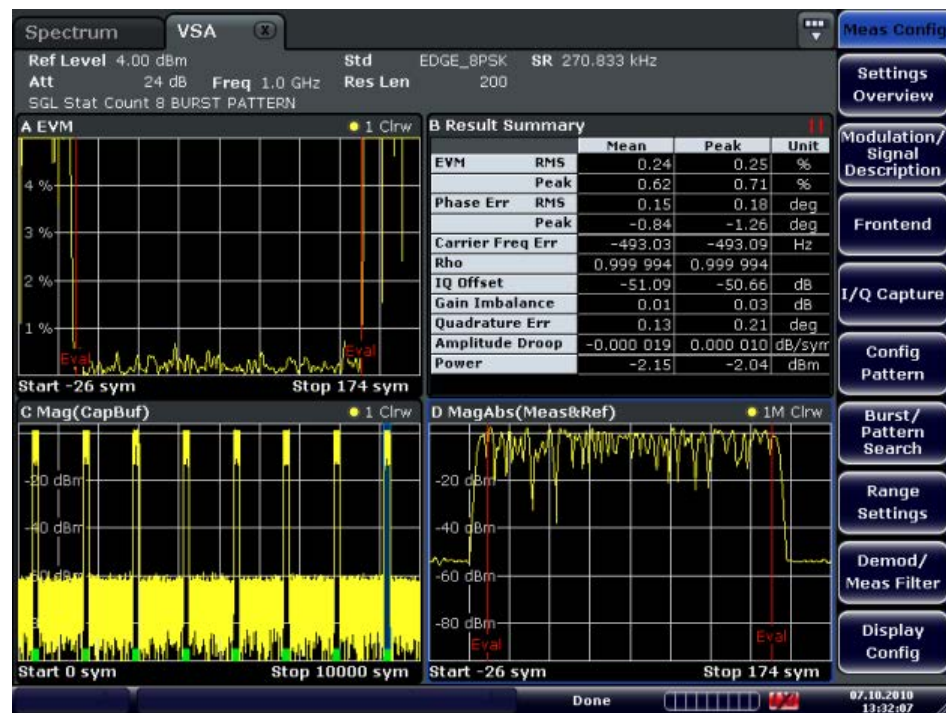 Spectrum VSA X
Ref Level 4.00 dBm Std EDGE_8PSK SR 270.833 kHz
Att 24 dB Freq 1.0 GHz Res Len 200
SGL Stat Count 8 BURST PATTERN
A EVM 1 Clrw
4 %
3 %
2 %
1 %
Eval Eval
Start -26 sym Stop 174 sym
B Result Summary
Mean Peak Unit
EVM RMS 0.24 0.25 %
Peak 0.62 0.71 %
Phase Err RMS 0.15 0.18 deg
Peak -0.84 -1.26 deg
Carrier Freq Err -493.03 -493.09 Hz
Rho 0.999 994 0.999 994
IQ Offset -51.09 -50.66 dB
Gain Imbalance 0.01 0.03 dB
Quadrature Err 0.13 0.21 deg
Amplitude Droop -0.000 019 0.000 010 dB/sym
Power -2.15 -2.04 dBm
C Mag(CapBuf) 1 Clrw
-20 dBm
-40 dBm
Start 0 sym Stop 10000 sym
D MagAbs(Meas&Ref) 1M Clrw
-20 dBm
-40 dBm
-60 dBm
-80 dBm
Eval Eval
Start -26 sym Stop 174 sym
Done
07.10.2010
13:32:07
Meas Config
Settings
Overview
Modulation/
Signal
Description
Frontend
I/Q Capture
Config
Pattern
Burst/
Pattern
Search
Range
Settings
Demod/
Meas Filter
Display
Config